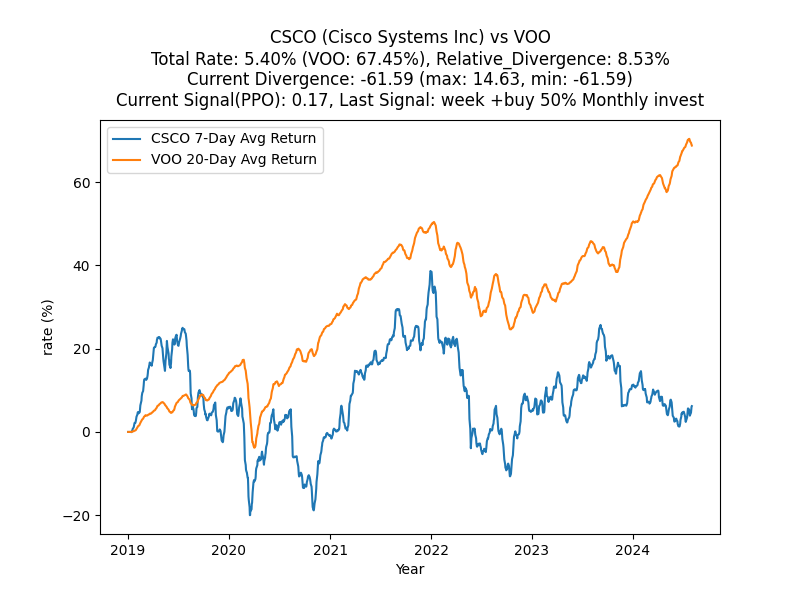 CSCO (Cisco Systems Inc) vs VOO
Total Rate: 5.40% (VOO: 67.45%), Relative_Divergence: 8.53%
Current Divergence: -61.59 (max: 14.63, min: -61.59)
Current Signal(PPO): 0.17, Last Signal: week +buy 50% Monthly invest
CSCO 7-Day Avg Return
VOO 20-Day Avg Return
rate (%)
60
40
20
0
−20
2019
2020
2021
2022
2023
2024
Year